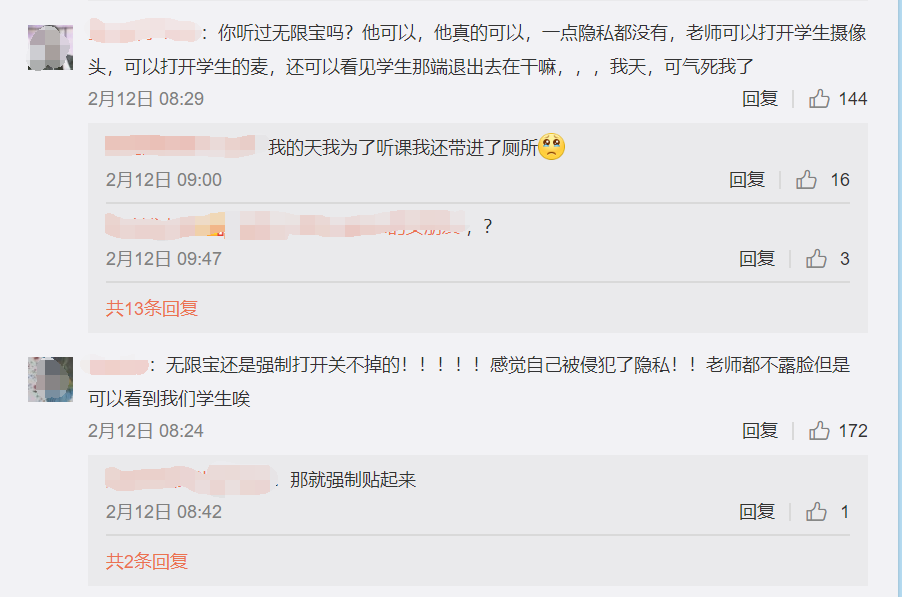 ：你听过无限宝吗？他可以，他真的可以，一点隐私都没有，老师可以打开学生摄像
头，可以打开学生的麦，还可以看见学生那端退出去在干嘛，，，我天，可气死我了
2月12日 08:29 回复 144
我的天我为了听课我还带进了厕所🥺
2月12日 09:00 回复 16
，？
2月12日 09:47 回复 3
共13条回复
：无限宝还是强制打开关不掉的！！！！！感觉自己被侵犯了隐私！！老师都不露脸但是
可以看到我们学生唉
2月12日 08:24 回复 172
那就强制贴起来
2月12日 08:42 回复 1
共2条回复